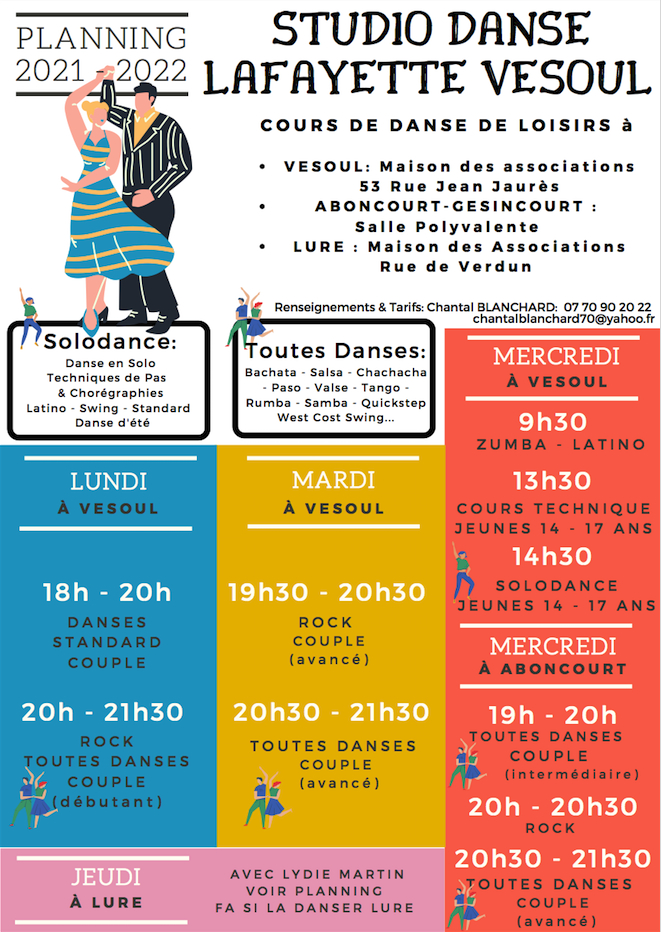 PLANNING
2021 - 2022
STUDIO DANSE
LAFAYETTE VESOUL
COURS DE DANSE DE LOISIRS à
• VESOUL: Maison des associations
53 Rue Jean Jaurès
• ABONCOURT-GESINCOURT :
Salle Polyvalente
• LURE : Maison des Associations
Rue de Verdun
Renseignements & Tarifs: Chantal BLANCHARD: 07 70 90 20 22
chantalblanchard70@yahoo.fr
Solodance:
Danse en Solo
Techniques de Pas
& Chorégraphies
Latino - Swing - Standard
Danse d'été
Toutes Danses:
Bachata - Salsa - Chachacha
- Paso - Valse - Tango -
Rumba - Samba - Quickstep
West Cost Swing...
LUNDI
À VESOUL
18h - 20h
DANSES
STANDARD
COUPLE
20h - 21h30
ROCK
TOUTES DANSES
COUPLE
(débutant)
MARDI
À VESOUL
19h30 - 20h30
ROCK
COUPLE
(avancé)
20h30 - 21h30
TOUTES DANSES
COUPLE
(avancé)
MERCREDI
À VESOUL
9h30
ZUMBA - LATINO
13h30
COURS TECHNIQUE
JEUNES 14 - 17 ANS
14h30
SOLODANCE
JEUNES 14 - 17 ANS
MERCREDI
À ABONCOURT
19h - 20h
TOUTES DANSES
COUPLE
(intermédiaire)
20h - 20h30
ROCK
20h30 - 21h30
TOUTES DANSES
COUPLE
(avancé)
JEUDI
À LURE
AVEC LYDIE MARTIN
VOIR PLANNING
FA SI LA DANSER LURE